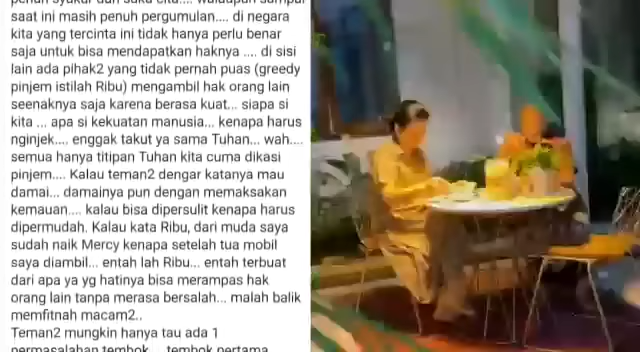 penuh syukur dan suka cita.... walaupun sampai
saat ini masih penuh pergumulan.... di negara
kita yang tercinta ini tidak hanya perlu benar
saja untuk bisa mendapatkan haknya .... di sisi
lain ada pihak2 yang tidak pernah puas (greedy
pinjem istilah Ribu) mengambil hak orang lain
seenaknya saja karena berasa kuat... siapa si
kita ... apa si kekuatan manusia... kenapa harus
nginjek.... enggak takut ya sama Tuhan... wah....
semua hanya titipan Tuhan kita cuma dikasi
pinjem.... Kalau teman2 dengar katanya mau
damai... damainya pun dengan memaksakan
kemauan.... kalau bisa dipersulit kenapa harus
dipermudah. Kalau kata Ribu, dari muda saya
sudah naik Mercy kenapa setelah tua mobil
saya diambil... entah lah Ribu... entah terbuat
dari apa ya yg hatinya bisa merampas hak
orang lain tanpa merasa bersalah... malah balik
memfitnah macam2..
Teman2 mungkin hanya tau ada 1
permasalahan tembok.... tembok pertama